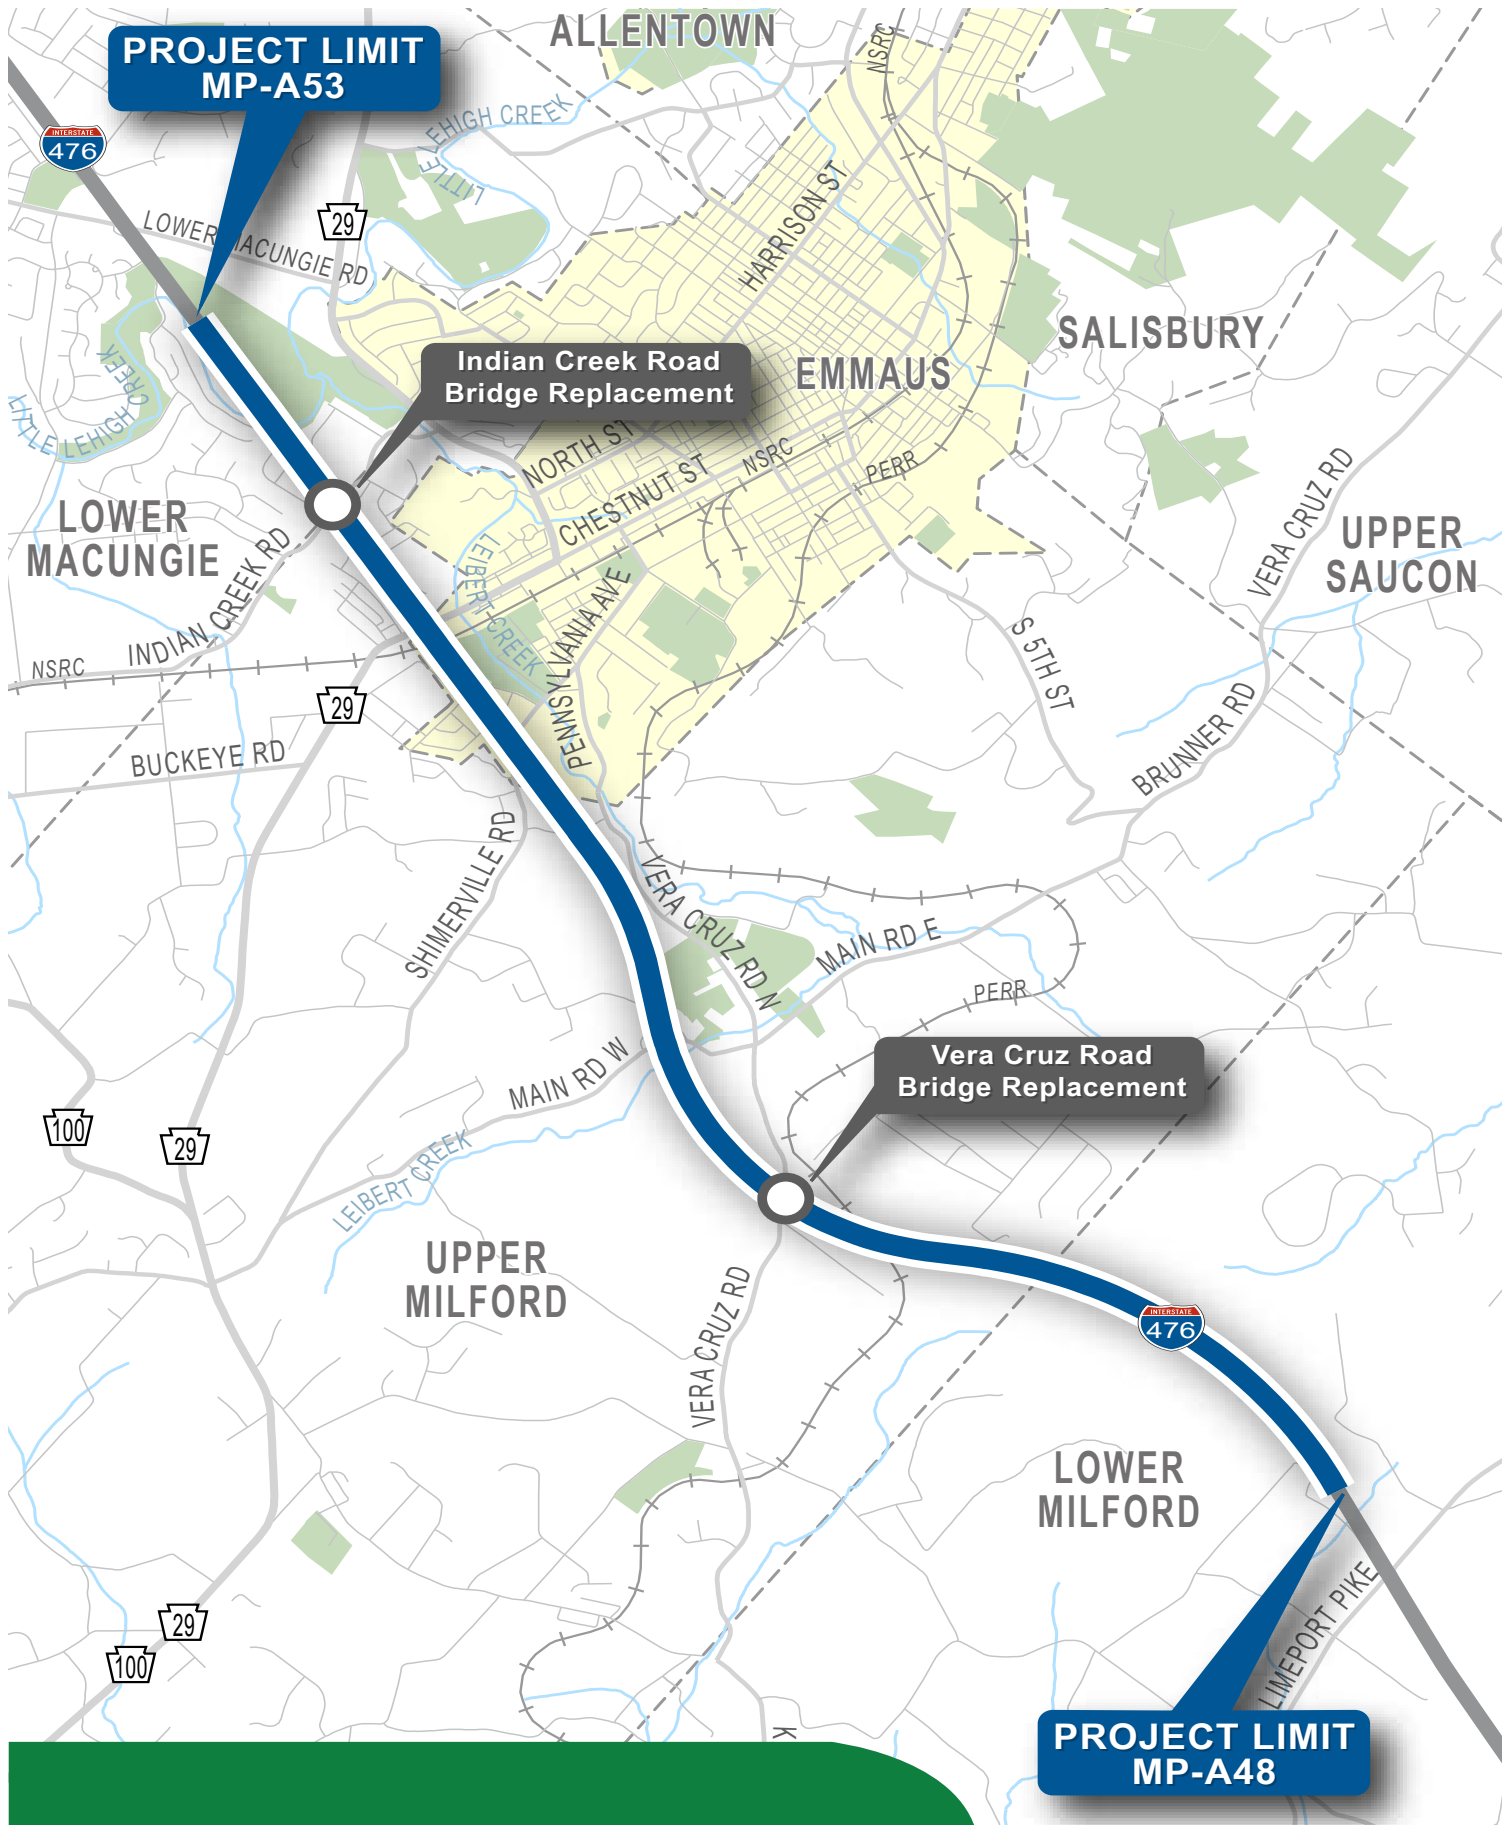 ALLENTOWN
PROJECT LIMIT
MP-A53
NSRC
INTERSTATE
476
LITTLE LEHIGH CREEK
29
LOWER MACUNGIE RD
HARRISON ST
SALISBURY
Indian Creek Road
Bridge Replacement
EMMAUS
LITTLE LEHIGH CREEK
NORTH ST
CHESTNUT ST
NSRC
PERR
LOWER
MACUNGIE
VERA CRUZ RD
UPPER
SAUCON
INDIAN CREEK RD
LEIBERT CREEK
PENNSYLVANIA AVE
S 5TH ST
NSRC
29
BUCKEYE RD
BRUNNER RD
SHIMERVILLE RD
VERA CRUZ RD N
MAIN RD E
PERR
Vera Cruz Road
Bridge Replacement
MAIN RD W
100
29
LEIBERT CREEK
UPPER
MILFORD
VERA CRUZ RD
INTERSTATE
476
LOWER
MILFORD
LIMEPORT PIKE
29
100
K
PROJECT LIMIT
MP-A48